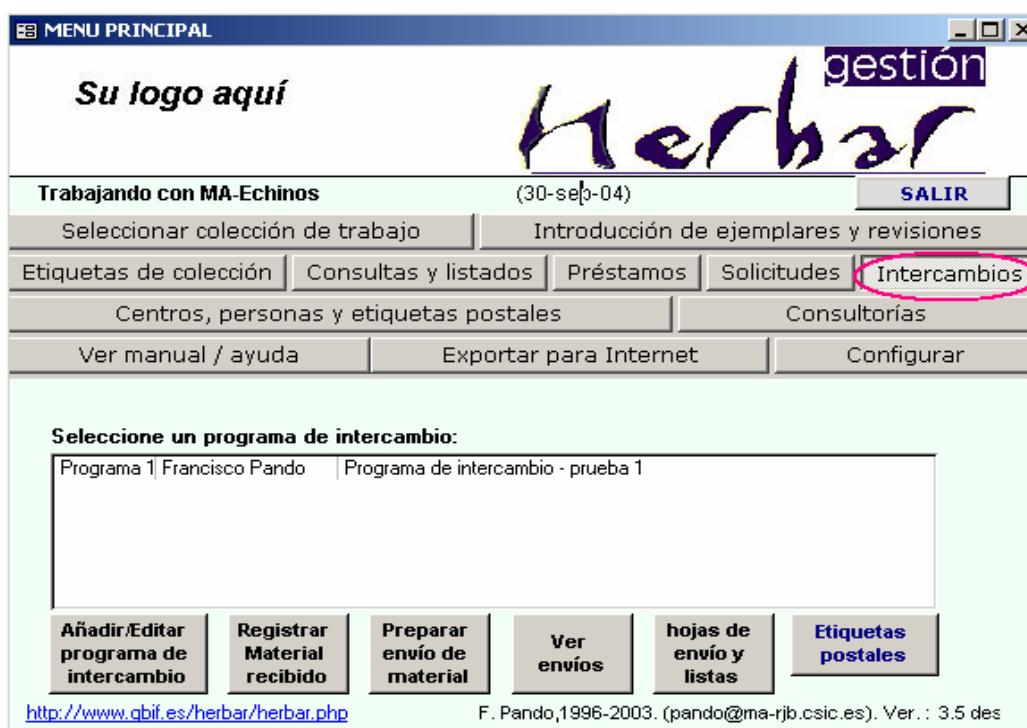 MENU PRINCIPAL
Su logo aquí
gestión
Herbar
Trabajando con MA-Echinos (30-sep-04) SALIR
Seleccionar colección de trabajo Introducción de ejemplares y revisiones
Etiquetas de colección Consultas y listados Préstamos Solicitudes Intercambios
Centros, personas y etiquetas postales Consultorías
Ver manual / ayuda Exportar para Internet Configurar
Seleccione un programa de intercambio:
Programa 1 Francisco Pando Programa de intercambio - prueba 1
Añadir/Editar
programa de
intercambio
Registrar
Material
recibido
Preparar
envío de
material
Ver
envíos
hojas de
envío y
listas
Etiquetas
postales
http://www.gbif.es/herbar/herbar.php F. Pando,1996-2003. (pando@ma-rjb.csic.es). Ver.: 3.5 des